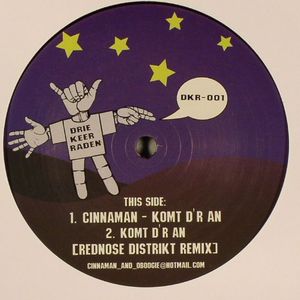 DRIE
KEER
RADEN
DKR-001
THIS SIDE:
1. CINNAMAN - KOMT D'R AN
2. KOMT D'R AN
[REDNOSE DISTRIKT REMIX]
CINNAMAN_AND_DBOOGIE@HOTMAIL.COM